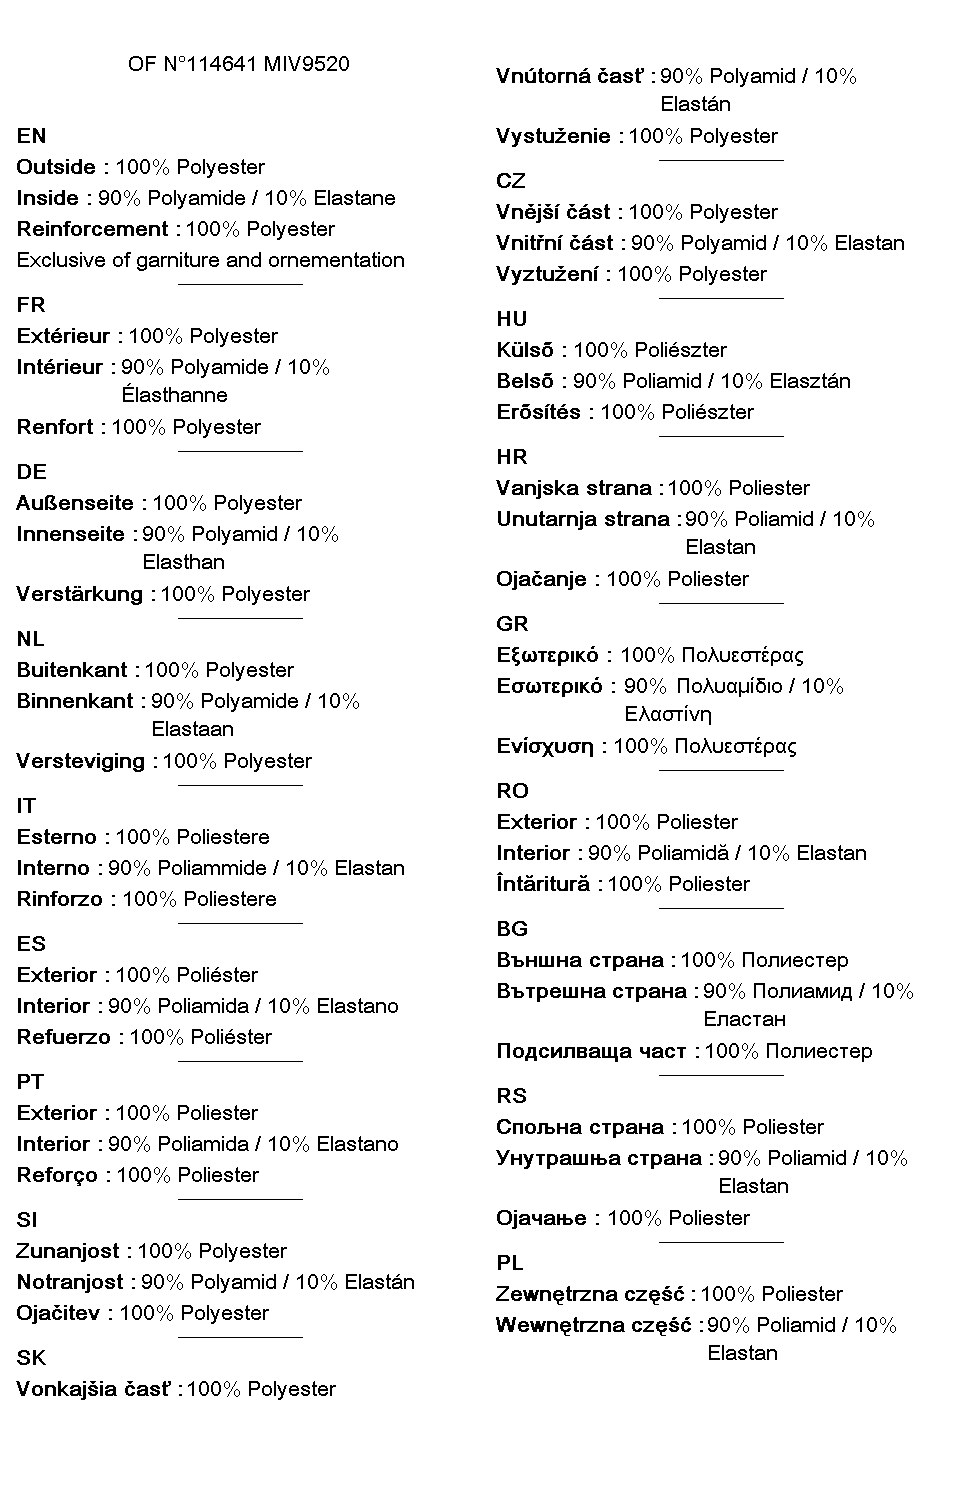 OF N°114641 MIV9520
EN
Outside : 100% Polyester
Inside : 90% Polyamide / 10% Elastane
Reinforcement : 100% Polyester
Exclusive of garniture and ornementation
FR
Extérieur : 100% Polyester
Intérieur : 90% Polyamide / 10%
Élasthanne
Renfort : 100% Polyester
DE
Außenseite : 100% Polyester
Innenseite : 90% Polyamid / 10%
Elasthan
Verstärkung : 100% Polyester
NL
Buitenkant : 100% Polyester
Binnenkant : 90% Polyamide / 10%
Elastaan
Versteviging : 100% Polyester
IT
Esterno : 100% Poliestere
Interno : 90% Poliammide / 10% Elastan
Rinforzo : 100% Poliestere
ES
Exterior : 100% Poliéster
Interior : 90% Poliamida / 10% Elastano
Refuerzo : 100% Poliéster
PT
Exterior : 100% Poliester
Interior : 90% Poliamida / 10% Elastano
Reforço : 100% Poliester
SI
Zunanjost : 100% Polyester
Notranjost : 90% Polyamid / 10% Elastán
Ojačitev : 100% Polyester
SK
Vonkajšia časť : 100% Polyester
Vnútorná časť : 90% Polyamid / 10%
Elastán
Vystuženie : 100% Polyester
CZ
Vnější část : 100% Polyester
Vnitřní část : 90% Polyamid / 10% Elastan
Vyztužení : 100% Polyester
HU
Külső : 100% Poliészter
Belső : 90% Poliamid / 10% Elasztán
Erősítés : 100% Poliészter
HR
Vanjska strana : 100% Poliester
Unutarnja strana : 90% Poliamid / 10%
Elastan
Ojačanje : 100% Poliester
GR
Εξωτερικό : 100% Πολυεστέρας
Εσωτερικό : 90% Πολυαμίδιο / 10%
Ελαστίνη
Ενίσχυση : 100% Πολυεστέρας
RO
Exterior : 100% Poliester
Interior : 90% Poliamidă / 10% Elastan
Întăritură : 100% Poliester
BG
Външна страна : 100% Полиестер
Вътрешна страна : 90% Полиамид / 10%
Еластан
Подсилваща част : 100% Полиестер
RS
Спољна страна : 100% Poliester
Унутрашња страна : 90% Poliamid / 10%
Elastan
Ојачање : 100% Poliester
PL
Zewnętrzna część : 100% Poliester
Wewnętrzna część : 90% Poliamid / 10%
Elastan